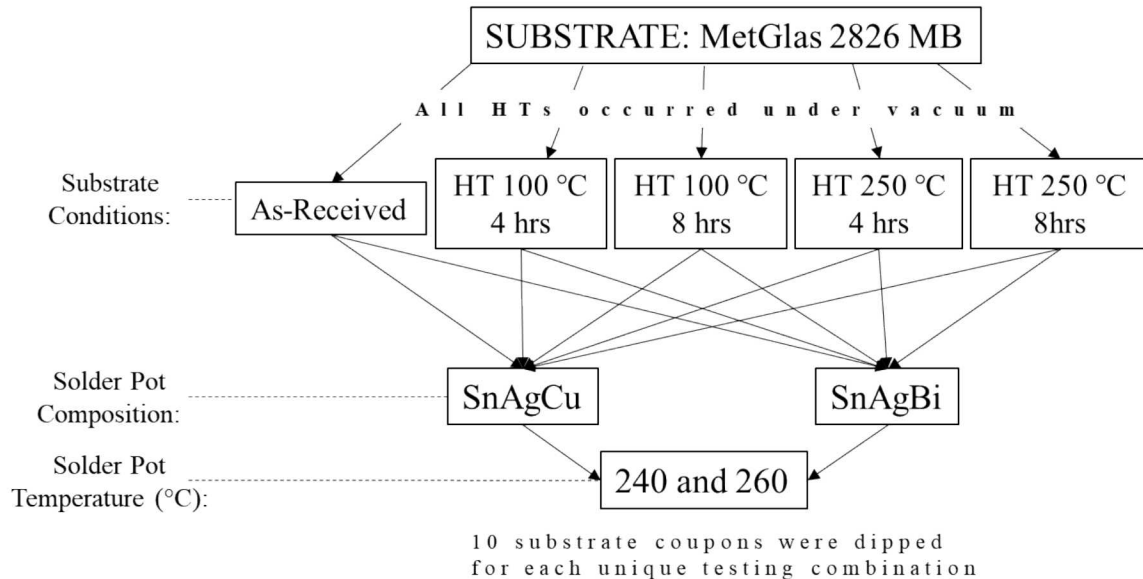 SUBSTRATE: MetGlas 2826 MB
All HTs occurred under vacuum
Substrate
Conditions:
As-Received
HT 100 °C
4 hrs
HT 100 °C
8 hrs
HT 250 °C
4 hrs
HT 250 °C
8hrs
Solder Pot
Composition:
SnAgCu
SnAgBi
Solder Pot
Temperature (°C):
240 and 260
10 substrate coupons were dipped
for each unique testing combination